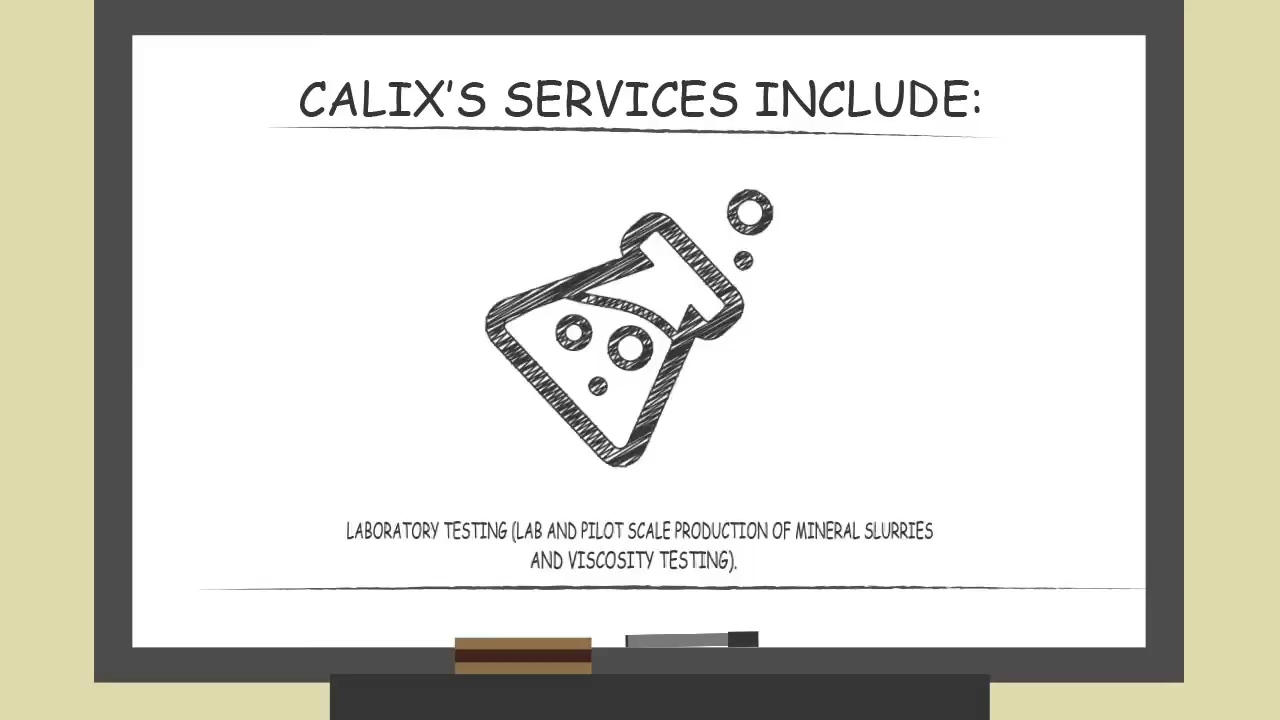 CALIX'S SERVICES INCLUDE:
LABORATORY TESTING (LAB AND PILOT SCALE PRODUCTION OF MINERAL SLURRIES
AND VISCOSITY TESTING).